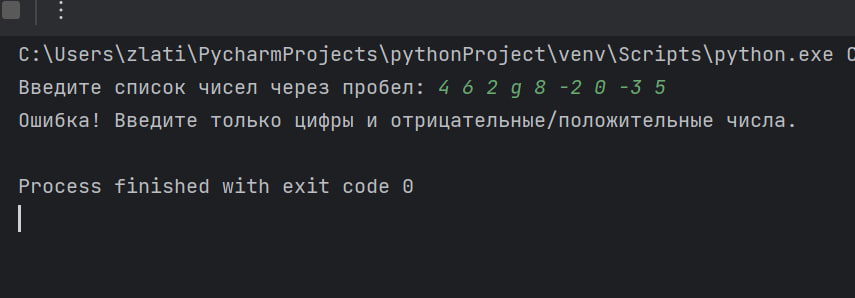 C:\Users\zlati\PycharmProjects\pythonProject\venv\Scripts\python.exe
Введите список чисел через пробел: 4 6 2 g 8 -2 0 -3 5
Ошибка! Введите только цифры и отрицательные/положительные числа.
Process finished with exit code 0